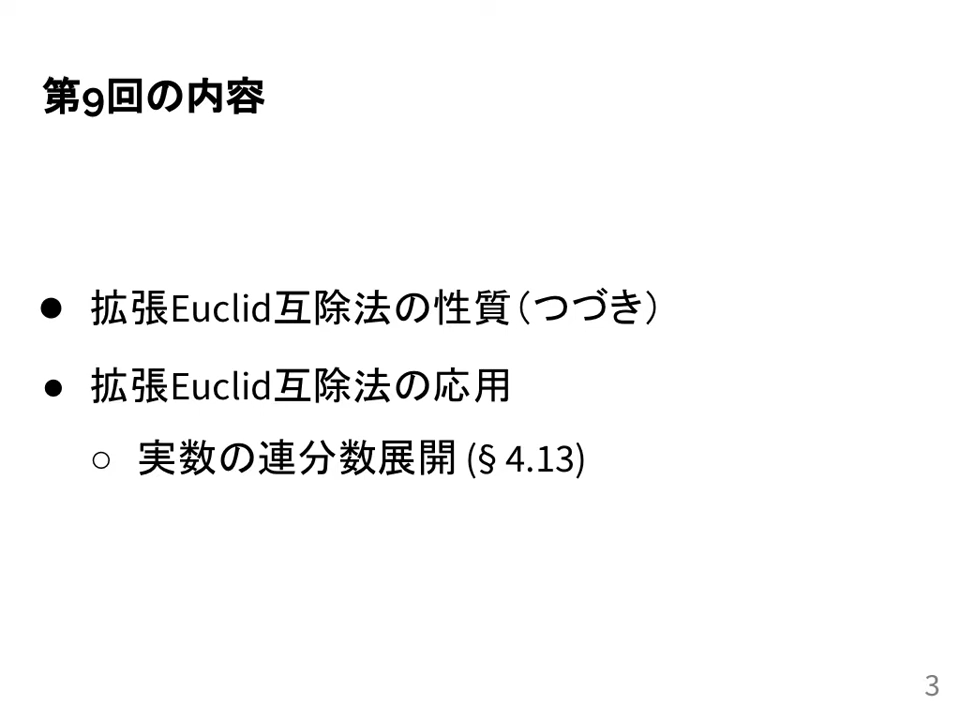 第9回の内容
● 拡張Euclid互除法の性質（つづき）
● 拡張Euclid互除法の応用
○ 実数の連分数展開 (§ 4.13)
3